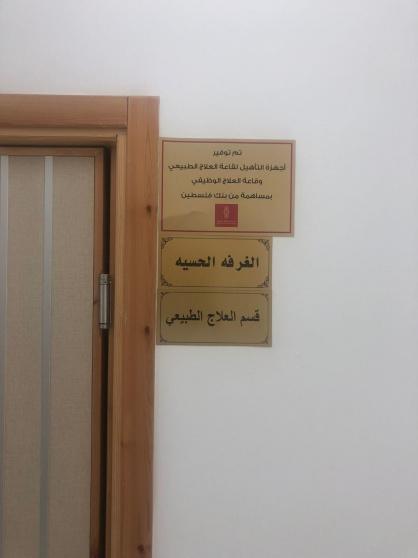 تم توفير
أجهزة التأهيل لقاعة العلاج الطبيعي
وقاعة العلاج الوظيفي
بمساهمة من بنك فلسطين
الغرفه الحسيه
قسم العلاج الطبيعي